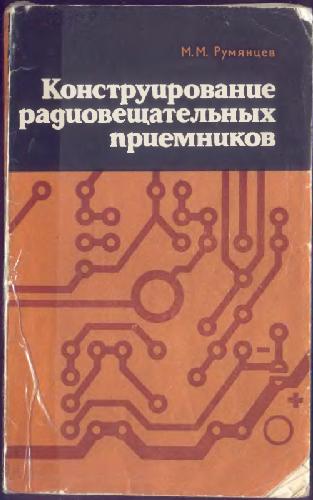 М.М. Румянцев
Конструирование
радиовещательных
приемников
- 
+